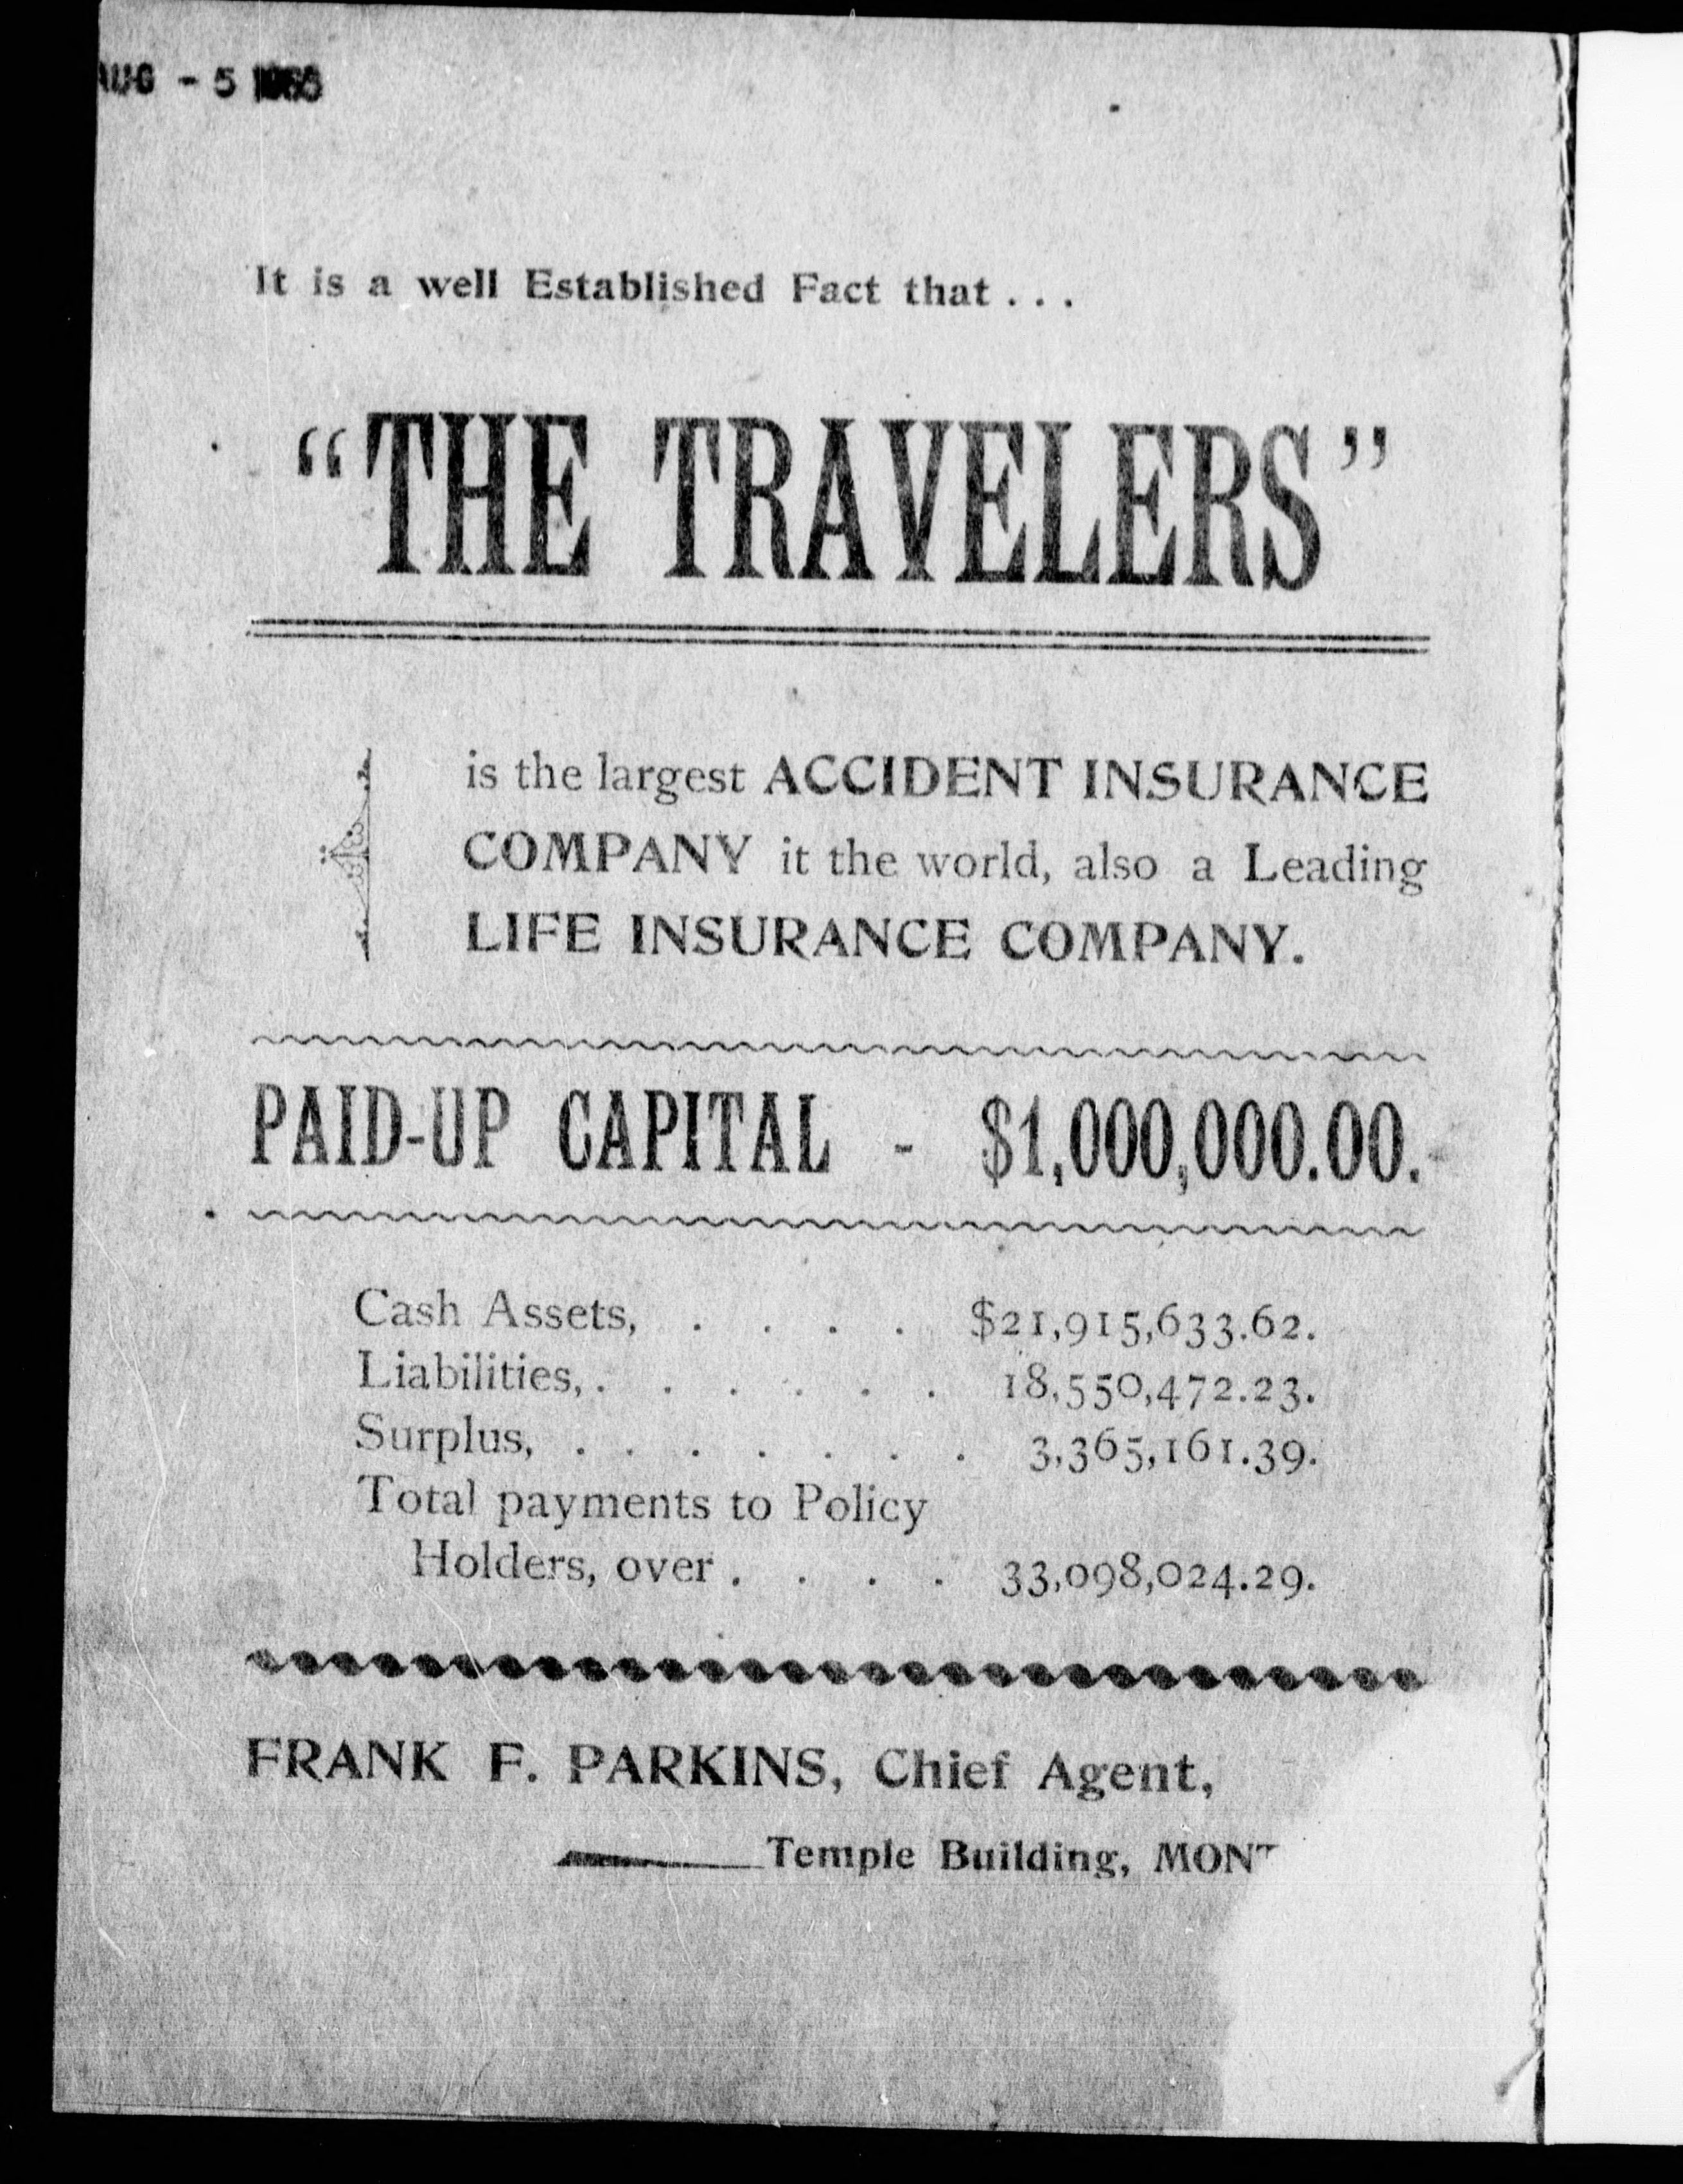 AUG - 5
It is a well Established Fact that . . .
“THE TRAVELERS”
is the largest ACCIDENT INSURANCE
COMPANY it the world, also a Leading
LIFE INSURANCE COMPANY.
PAID-UP CAPITAL - $1,000,000.00.
Cash Assets, . . . . $21,915,633.62.
Liabilities, . . . . . . 18,550,472.23.
Surplus, . . . . . . . 3,365,161.39.
Total payments to Policy
Holders, over . . . . 33,098,024.29.
FRANK F. PARKINS, Chief Agent,
Temple Building, MONT